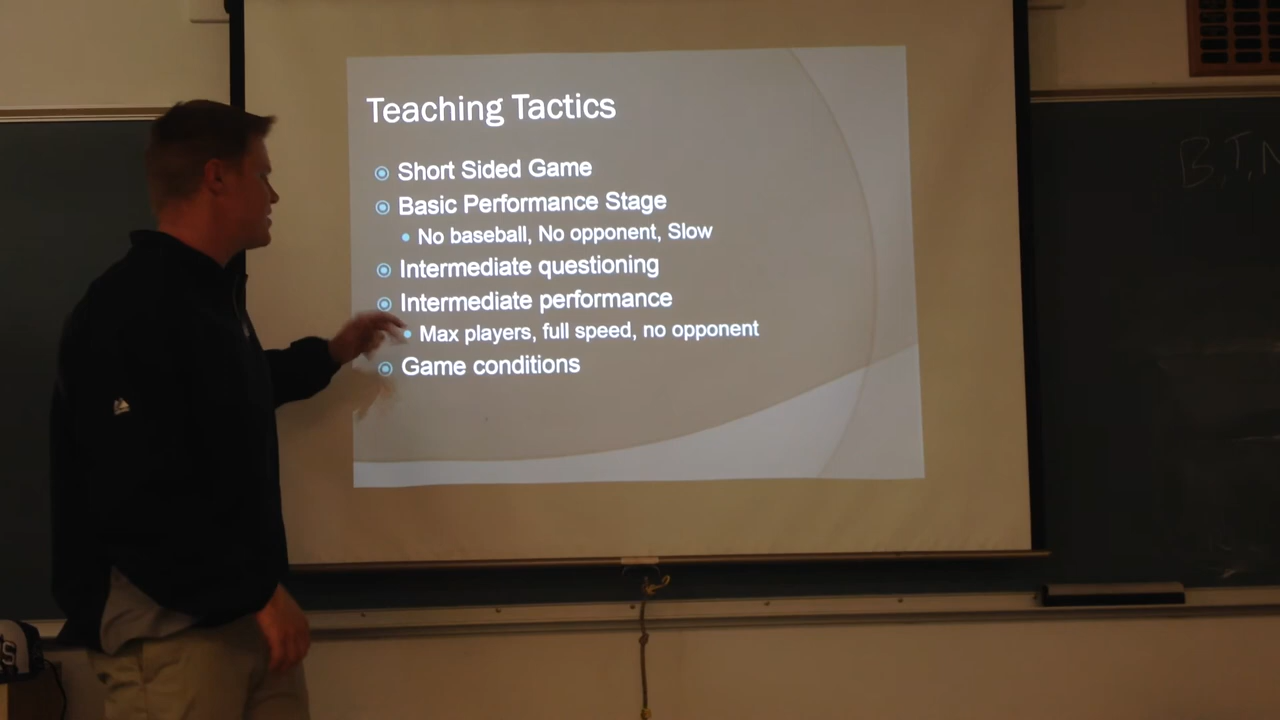 Teaching Tactics
Short Sided Game
Basic Performance Stage
No baseball, No opponent, Slow
Intermediate questioning
Intermediate performance
Max players, full speed, no opponent
Game conditions